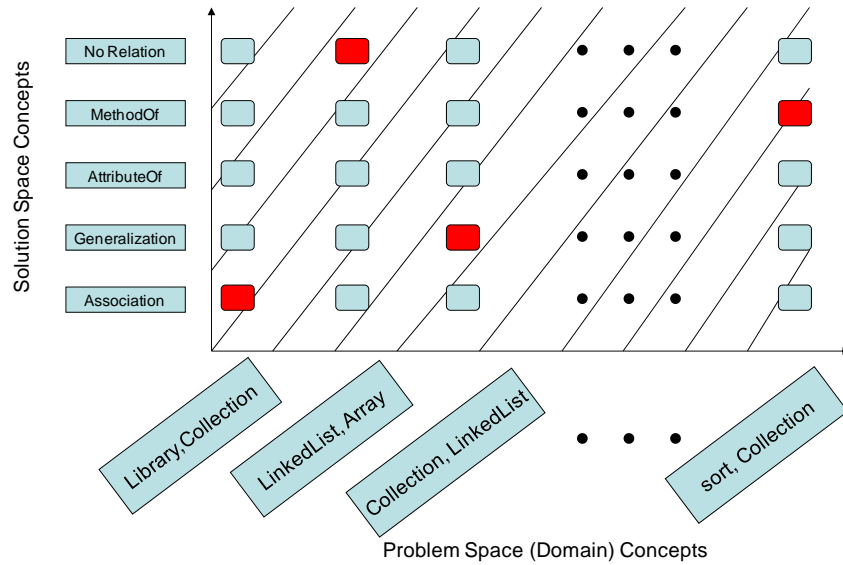 No Relation
MethodOf
AttributeOf
Generalization
Association
Solution Space Concepts
Library,Collection
LinkedList, Array
Collection, LinkedList
sort, Collection
Problem Space (Domain) Concepts